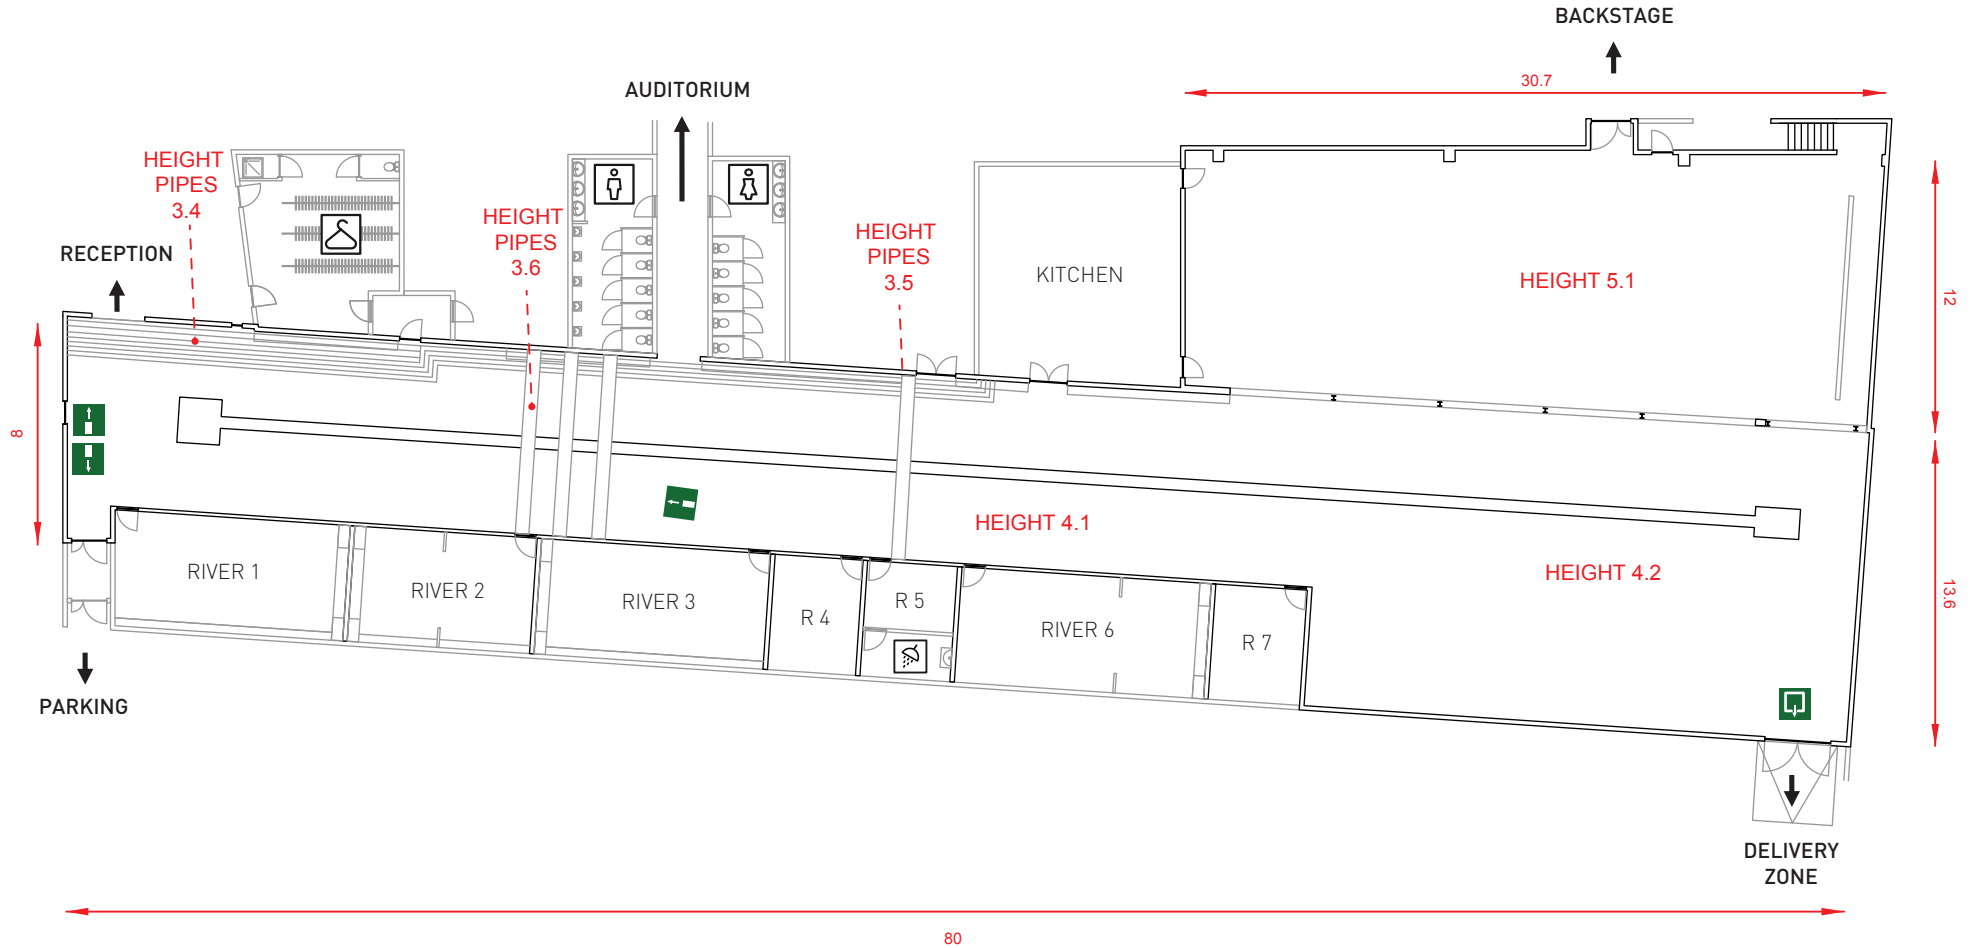 BACKSTAGE
30.7
AUDITORIUM
HEIGHT
PIPES
3.4
HEIGHT
PIPES
3.6
HEIGHT
PIPES
3.5
RECEPTION
KITCHEN
HEIGHT 5.1
12
8
HEIGHT 4.1
HEIGHT 4.2
13.6
RIVER 1
RIVER 2
RIVER 3
R 4
R 5
RIVER 6
R 7
PARKING
DELIVERY
ZONE
80